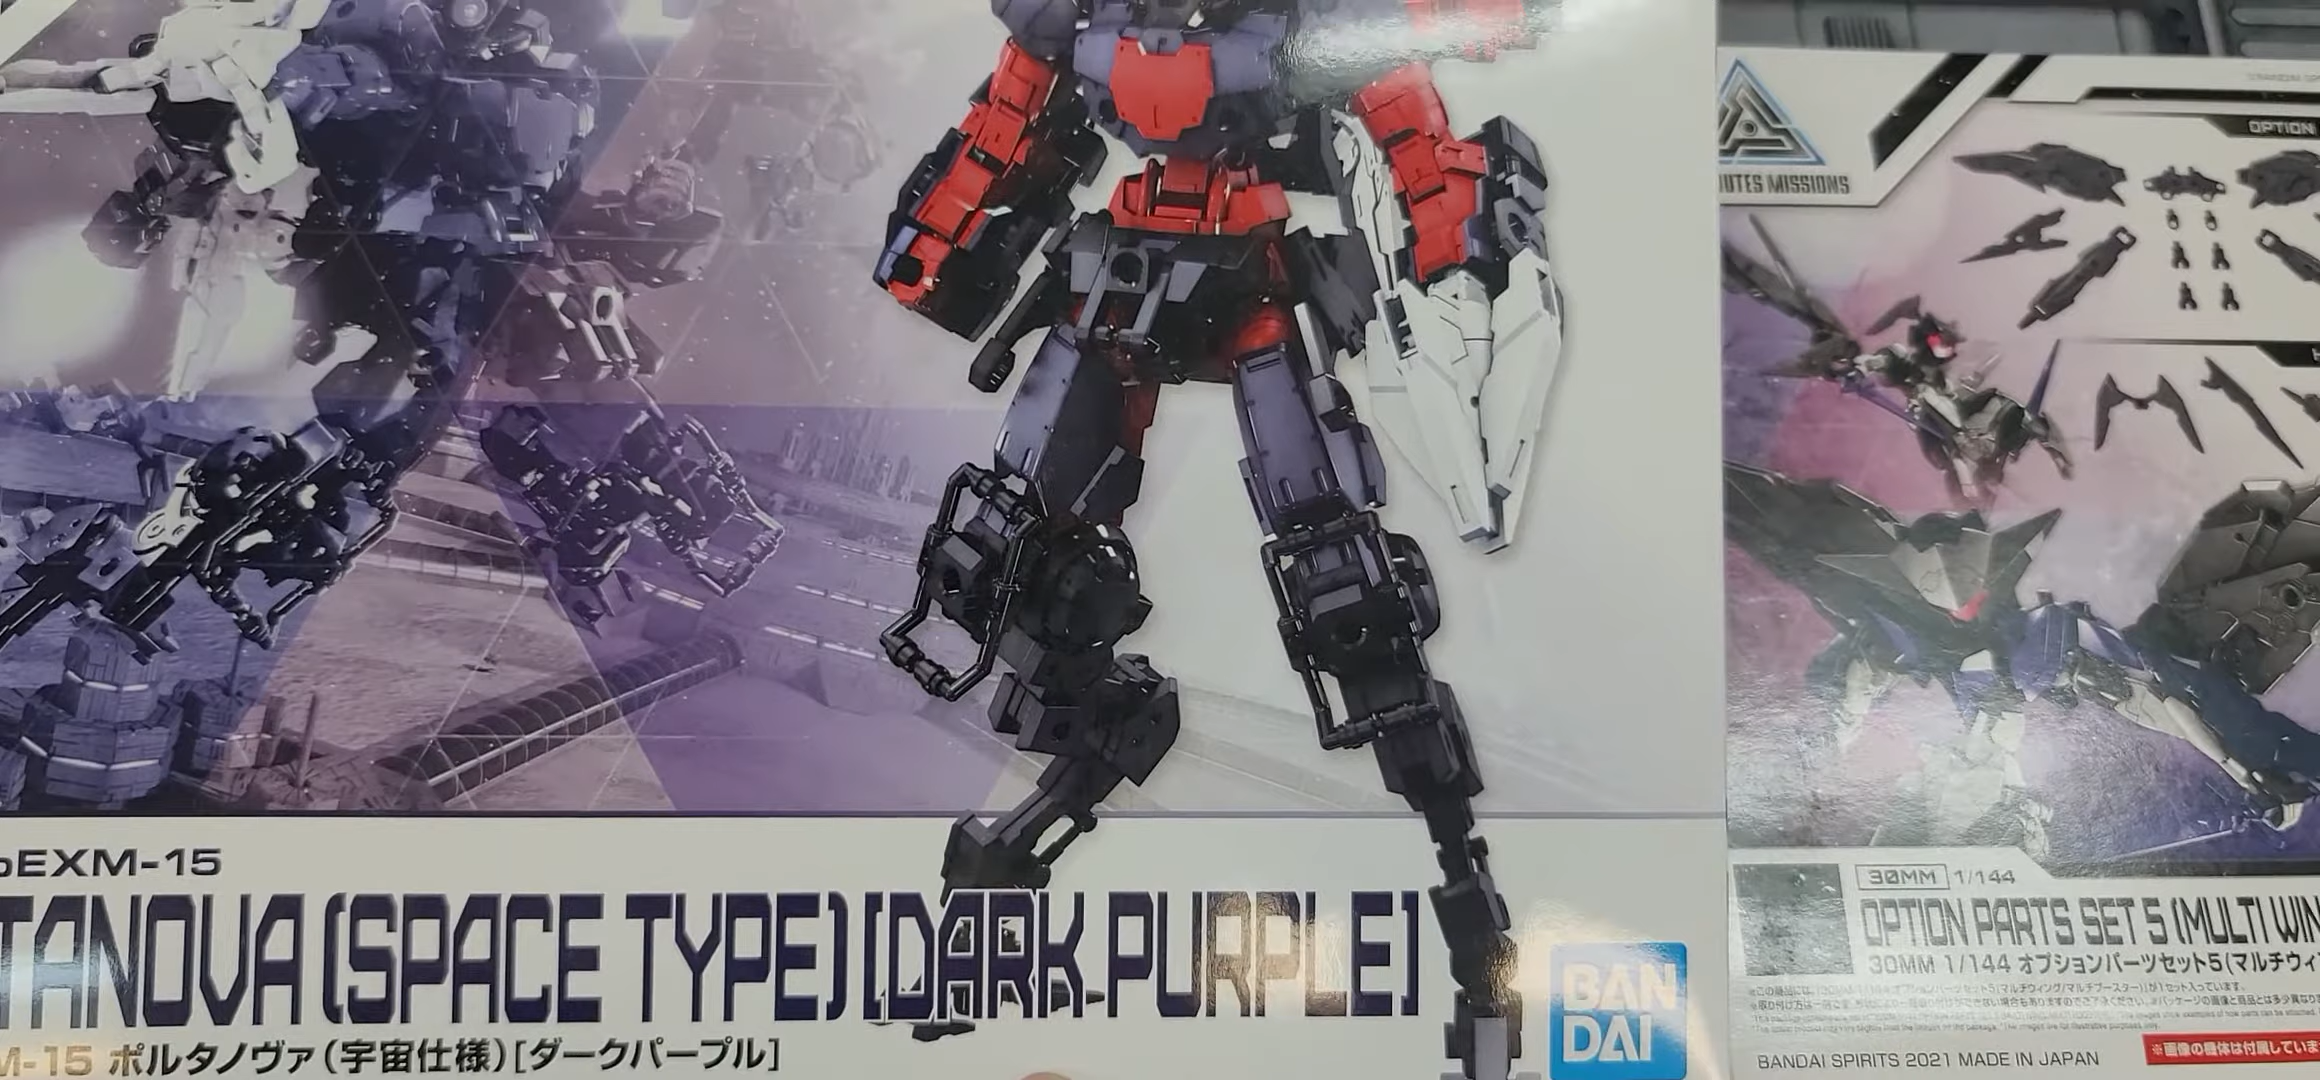 EXM-15
TANOVA (SPACE TYPE) [DARK PURPLE]
M-15 ポルタノヴァ(宇宙仕様)[ダークパープル]
BAN
DAI
UTES MISSIONS
OPTION
30MM 1/144
OPTION PARTS SET 5 (MULTI WIN
30MM 1/144 オプションパーツセット5(マルチウィ
BANDAI SPIRITS 2021 MADE IN JAPAN
※画像の機体は付属していま